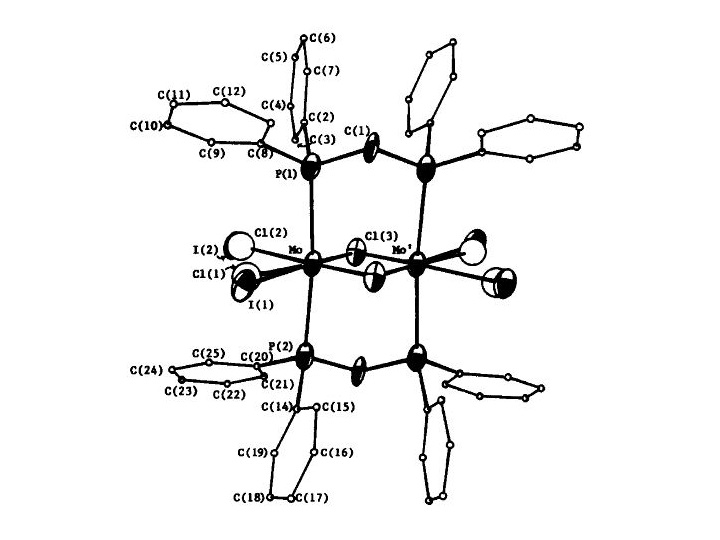 C(6)
C(5)
C(7)
C(11)
C(12)
C(4)
C(2)
C(1)
C(10)
C(3)
C(9)
C(8)
P(1)
Cl(2)
Cl(3)
I(2)
Mo
Mo'
Cl(1)
I(1)
P(2)
C(25)
C(20)
C(24)
C(21)
C(23)
C(22)
C(14)
C(15)
C(19)
C(16)
C(18)
C(17)